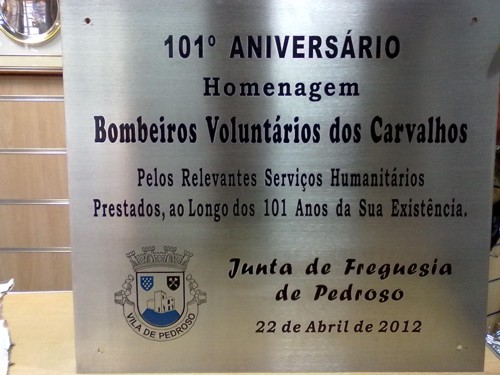 101º ANIVERSÁRIO
Homenagem
Bombeiros Voluntários dos Carvalhos
Pelos Relevantes Serviços Humanitários
Prestados, ao Longo dos 101 Anos da Sua Existência.
Junta de Freguesia
de Pedroso
22 de Abril de 2012
VILA DE PEDROSO